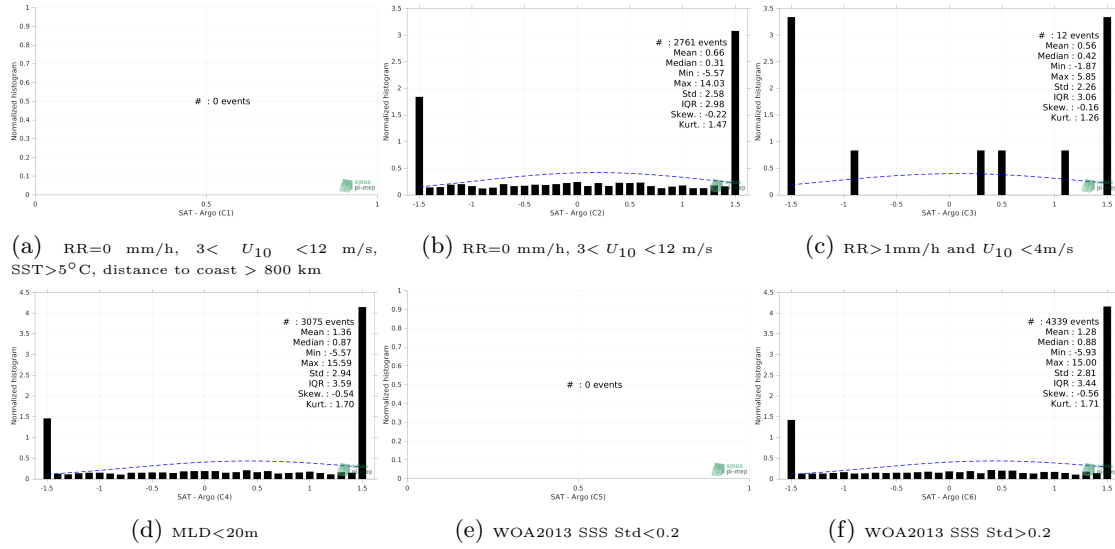 1
0.9
0.8
0.7
0.6
0.5
0.4
0.3
0.2
0.1
0
Normalized histogram
# : 0 events
smos
pi-mep
0.5
1
SAT - Argo (C1)
(a) RR=0 mm/h, 3< U10 <12 m/s,
SST>5°C, distance to coast > 800 km
3.5
3
2.5
2
1.5
1
0.5
0
Normalized histogram
# : 2761 events
Mean : 0.66
Median : 0.31
Min : -5.57
Max : 14.03
Std : 2.58
IQR : 2.98
Skew. : -0.22
Kurt. : 1.47
smos
pi-mep
-1.5 -1 -0.5 0 0.5 1 1.5
SAT - Argo (C2)
(b) RR=0 mm/h, 3< U10 <12 m/s
3.5
3
2.5
2
1.5
1
0.5
0
Normalized histogram
# : 12 events
Mean : 0.56
Median : 0.42
Min : -1.87
Max : 5.85
Std : 2.26
IQR : 3.06
Skew. : -0.16
Kurt. : 1.26
smos
pi-mep
-1.5 -1 -0.5 0 0.5 1 1.5
SAT - Argo (C3)
(c) RR>1mm/h and U10 <4m/s
4.5
4
3.5
3
2.5
2
1.5
1
0.5
0
Normalized histogram
# : 3075 events
Mean : 1.36
Median : 0.87
Min : -5.57
Max : 15.59
Std : 2.94
IQR : 3.59
Skew. : -0.54
Kurt. : 1.70
smos
pi-mep
-1.5 -1 -0.5 0 0.5 1 1.5
SAT - Argo (C4)
(d) MLD<20m
1
0.9
0.8
0.7
0.6
0.5
0.4
0.3
0.2
0.1
0
Normalized histogram
# : 0 events
smos
pi-mep
0.5
1
SAT - Argo (C5)
(e) WOA2013 SSS Std<0.2
4.5
4
3.5
3
2.5
2
1.5
1
0.5
0
Normalized histogram
# : 4339 events
Mean : 1.28
Median : 0.88
Min : -5.93
Max : 15.00
Std : 2.81
IQR : 3.44
Skew. : -0.56
Kurt. : 1.71
smos
pi-mep
-1.5 -1 -0.5 0 0.5 1 1.5
SAT - Argo (C6)
(f) WOA2013 SSS Std>0.2